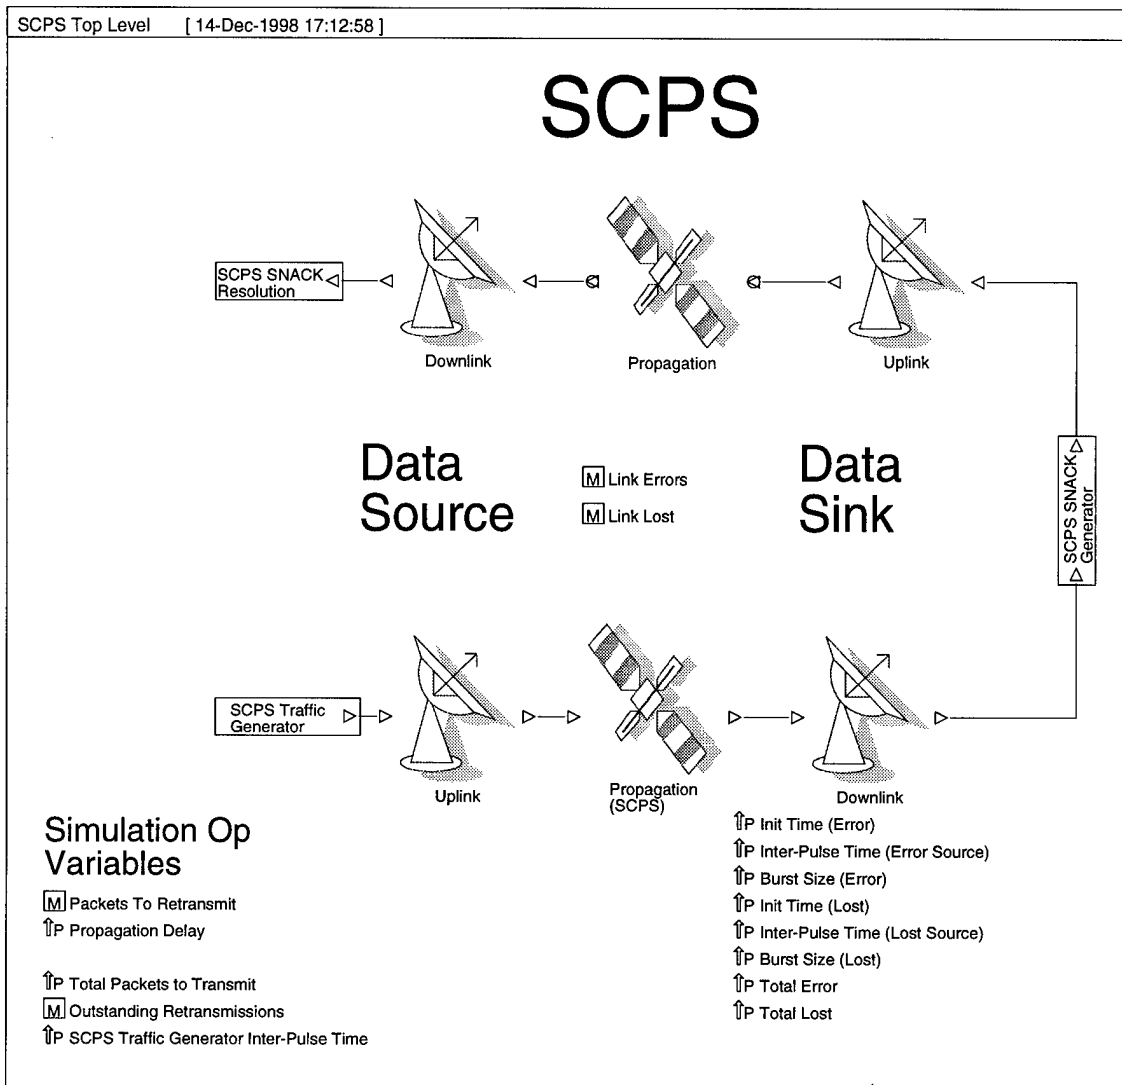 SCPS Top Level [ 14-Dec-1998 17:12:58 ]
SCPS
SCPS SNACK
Resolution
Downlink
Propagation
Uplink
Data
Source
M Link Errors
M Link Lost
Data
Sink
SCPS SNACK
Generator
SCPS Traffic
Generator
Uplink
Propagation
(SCPS)
Downlink
Simulation Op
Variables
M Packets To Retransmit
⇑P Propagation Delay
⇑P Total Packets to Transmit
M Outstanding Retransmissions
⇑P SCPS Traffic Generator Inter-Pulse Time
⇑P Init Time (Error)
⇑P Inter-Pulse Time (Error Source)
⇑P Burst Size (Error)
⇑P Init Time (Lost)
⇑P Inter-Pulse Time (Lost Source)
⇑P Burst Size (Lost)
⇑P Total Error
⇑P Total Lost